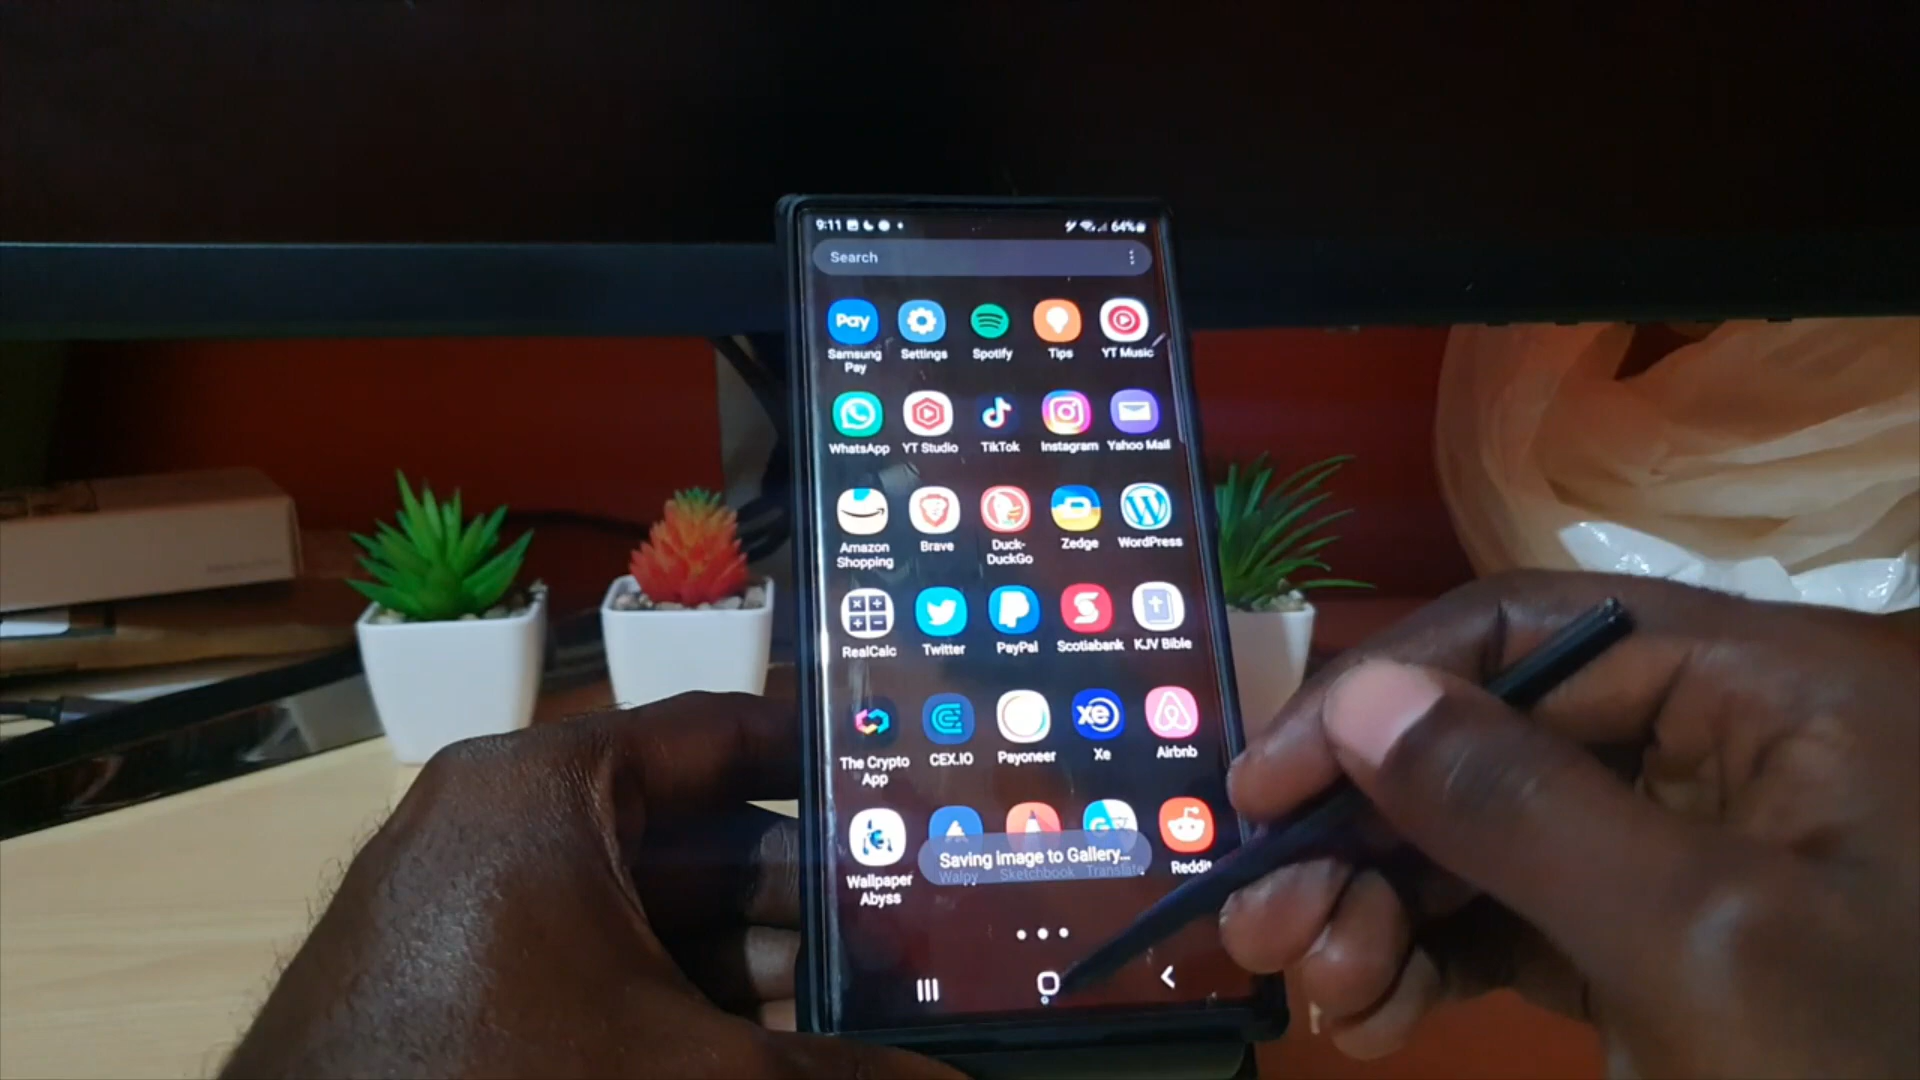 9:11
64%
Search
Pay
Samsung
Pay
Settings
Spotify
Tips
YT Music
WhatsApp
YT Studio
TikTok
Instagram
Yahoo Mail
Amazon
Shopping
Brave
Duck-
DuckGo
Zedge
WordPress
RealCalc
Twitter
PayPal
Scotiabank
KJV Bible
The Crypto
App
CEX.IO
Payoneer
xe
Xe
Airbnb
Saving image to Gallery...
Wallpaper
Abyss
Walpy
Sketchbook
Translate
Reddit